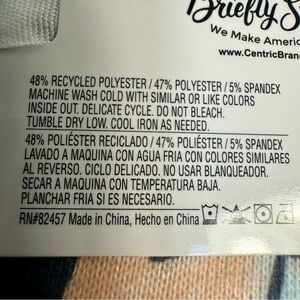 Briefly
We Make Americ
www.CentricBran
48% RECYCLED POLYESTER / 47% POLYESTER / 5% SPANDEX
MACHINE WASH COLD WITH SIMILAR OR LIKE COLORS
INSIDE OUT. DELICATE CYCLE. DO NOT BLEACH.
TUMBLE DRY LOW. COOL IRON AS NEEDED.
48% POLIÉSTER RECICLADO / 47% POLIÉSTER / 5% SPANDEX
LAVADO A MAQUINA CON AGUA FRIA CON COLORES SIMILARES
AL REVERSO. CICLO DELICADO. NO USAR BLANQUEADOR.
SECAR A MAQUINA CON TEMPERATURA BAJA.
PLANCHAR FRIA SI ES NECESARIO.
RN#82457 Made in China, Hecho en China